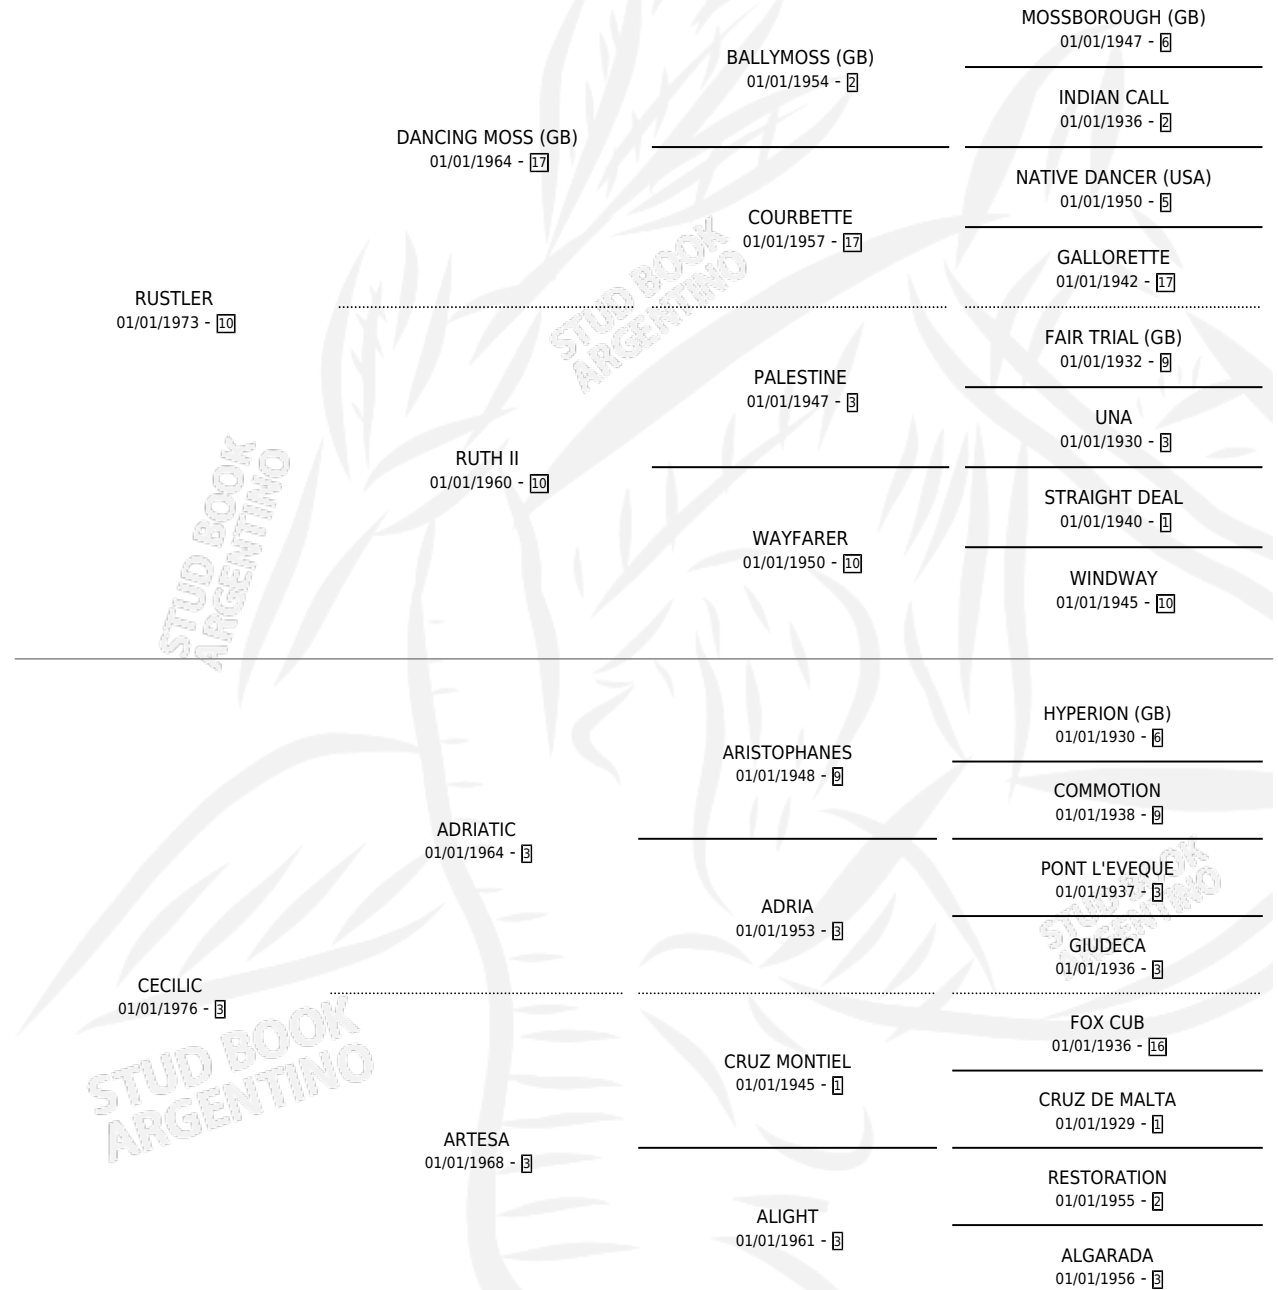 MOSSBOROUGH (GB)
01/01/1947 - 6
BALLYMOSS (GB)
01/01/1954 - 2
INDIAN CALL
01/01/1936 - 2
DANCING MOSS (GB)
01/01/1964 - 17
NATIVE DANCER (USA)
01/01/1950 - 5
COURBETTE
01/01/1957 - 17
GALLORETTE
01/01/1942 - 17
RUSTLER
01/01/1973 - 10
STUD BOOK
ARGENTINO
FAIR TRIAL (GB)
01/01/1932 - 9
PALESTINE
01/01/1947 - 3
UNA
01/01/1930 - 3
RUTH II
01/01/1960 - 10
STRAIGHT DEAL
01/01/1940 - 1
WAYFARER
01/01/1950 - 10
WINDWAY
01/01/1945 - 10
STUD BOOK
ARGENTINO
HYPERION (GB)
01/01/1930 - 6
ARISTOPHANES
01/01/1948 - 9
COMMOTION
01/01/1938 - 9
ADRIATIC
01/01/1964 - 3
PONT L'EVEQUE
01/01/1937 - 3
ADRIA
01/01/1953 - 3
GIUDECA
01/01/1936 - 3
STUD BOOK
ARGENTINO
CECILIC
01/01/1976 - 3
FOX CUB
01/01/1936 - 16
CRUZ MONTIEL
01/01/1945 - 1
CRUZ DE MALTA
01/01/1929 - 1
STUD BOOK
ARGENTINO
ARTESA
01/01/1968 - 3
RESTORATION
01/01/1955 - 2
ALIGHT
01/01/1961 - 3
ALGARADA
01/01/1956 - 3